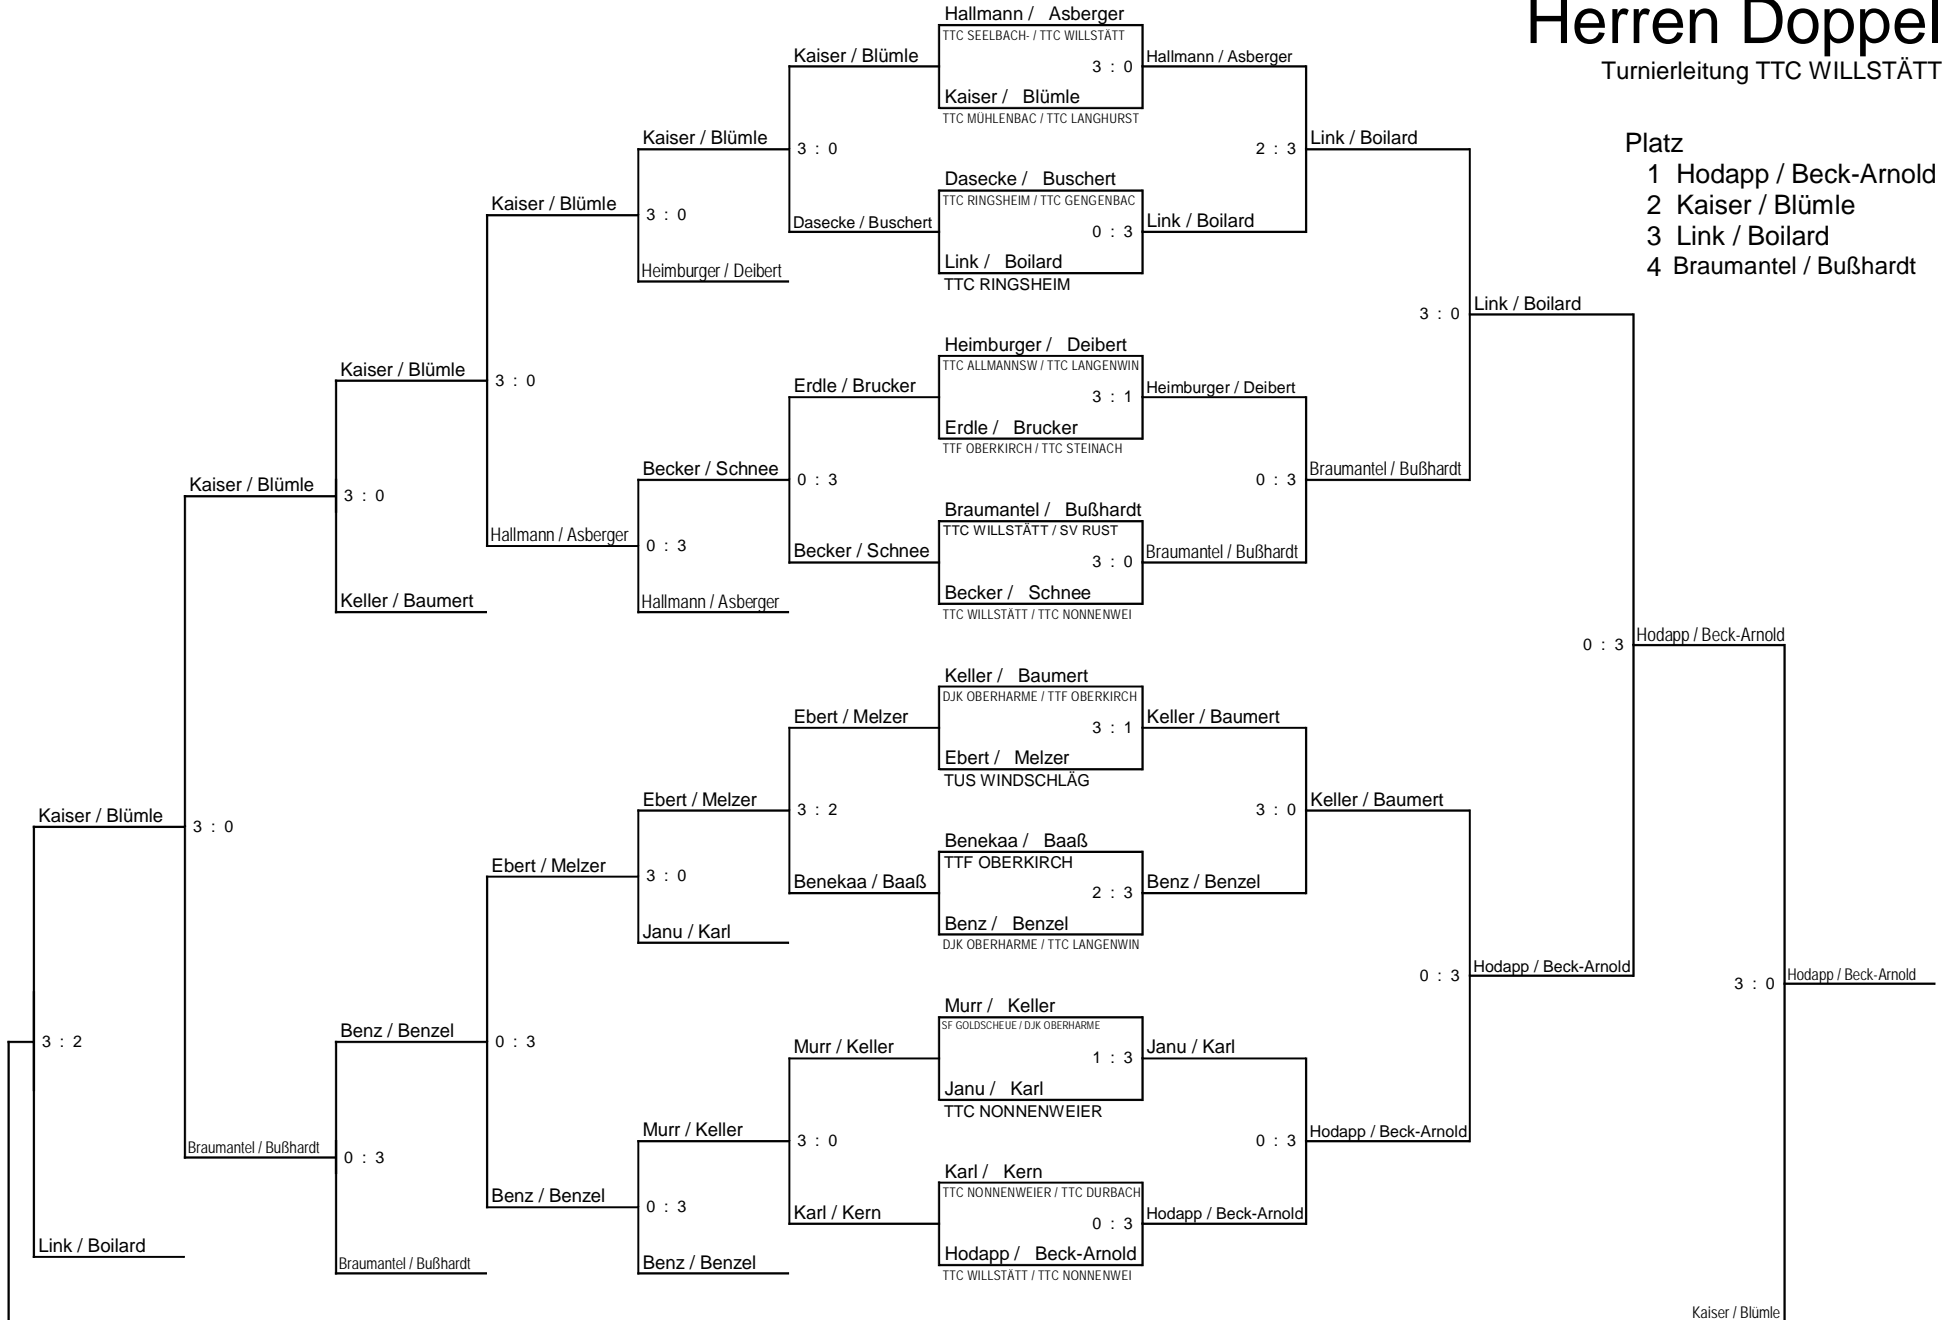 Herren Doppel
Turnierleitung TTC WILLSTÄTT
Platz
1 Hodapp / Beck-Arnold
2 Kaiser / Blümle
3 Link / Boilard
4 Braumantel / Bußhardt
Kaiser / Blümle
3 : 2
Link / Boilard
Kaiser / Blümle
3 : 0
Braumantel / Bußhardt
Kaiser / Blümle
3 : 0
Keller / Baumert
Benz / Benzel
0 : 3
Braumantel / Bußhardt
Kaiser / Blümle
3 : 0
Hallmann / Asberger
Ebert / Melzer
0 : 3
Benz / Benzel
Kaiser / Blümle
3 : 0
Heimburger / Deibert
Becker / Schnee
0 : 3
Hallmann / Asberger
Ebert / Melzer
3 : 0
Janu / Karl
Murr / Keller
0 : 3
Benz / Benzel
Kaiser / Blümle
3 : 0
Dasecke / Buschert
Erdle / Brucker
0 : 3
Becker / Schnee
Ebert / Melzer
3 : 2
Benekaa / Baaß
Murr / Keller
3 : 0
Karl / Kern
Hallmann / Asberger
TTC SEELBACH- / TTC WILLSTÄTT
3 : 0
Kaiser / Blümle
TTC MÜHLENBAC / TTC LANGHURST
Dasecke / Buschert
TTC RINGSHEIM / TTC GENGENBAC
0 : 3
Link / Boilard
TTC RINGSHEIM
Heimburger / Deibert
TTC ALLMANNSW / TTC LANGENWIN
3 : 1
Erdle / Brucker
TTF OBERKIRCH / TTC STEINACH
Braumantel / Bußhardt
TTC WILLSTÄTT / SV RUST
3 : 0
Becker / Schnee
TTC WILLSTÄTT / TTC NONNENWEI
Keller / Baumert
DJK OBERHARME / TTF OBERKIRCH
3 : 1
Ebert / Melzer
TUS WINDSCHLÄG
Benekaa / Baaß
TTF OBERKIRCH
2 : 3
Benz / Benzel
DJK OBERHARME / TTC LANGENWIN
Murr / Keller
SF GOLDSCHEUE / DJK OBERHARME
1 : 3
Janu / Karl
TTC NONNENWEIER
Karl / Kern
TTC NONNENWEIER / TTC DURBACH
0 : 3
Hodapp / Beck-Arnold
TTC WILLSTÄTT / TTC NONNENWEI
Hallmann / Asberger
2 : 3
Link / Boilard
Heimburger / Deibert
0 : 3
Braumantel / Bußhardt
Keller / Baumert
3 : 0
Benz / Benzel
Janu / Karl
0 : 3
Hodapp / Beck-Arnold
Link / Boilard
3 : 0
Braumantel / Bußhardt
Keller / Baumert
0 : 3
Hodapp / Beck-Arnold
Link / Boilard
0 : 3
Hodapp / Beck-Arnold
Hodapp / Beck-Arnold
3 : 0
Kaiser / Blümle
Hodapp / Beck-Arnold